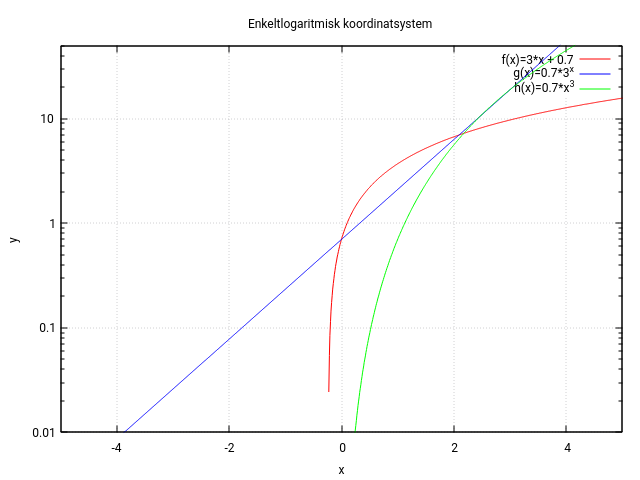 Enkeltlogaritmisk koordinatsystem
f(x)=3*x + 0.7
g(x)=0.7*3^x
h(x)=0.7*x^3
10
1
0.1
0.01
y
-4 -2 0 2 4
x